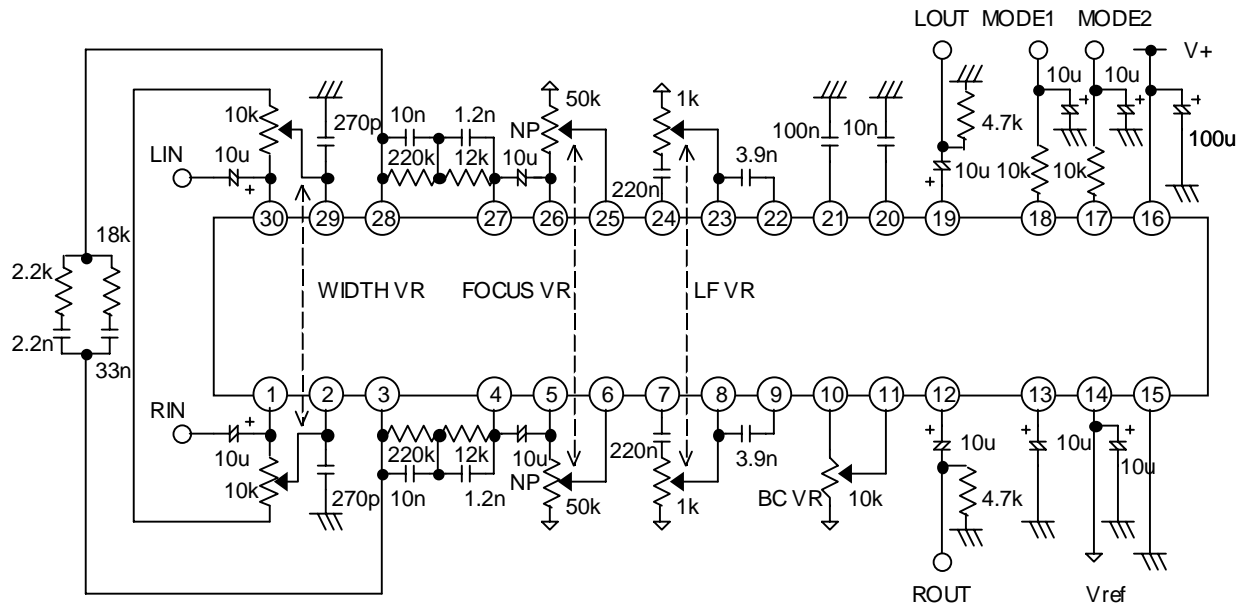 LOUT MODE1 MODE2
V+
10u 10u
50k 1k
10k 10n 1.2n
270p NP 100n 10n 4.7k
LIN 10u 220k 12k 10u 3.9n 10u 10k 10k 100u
220n
30 29 28 27 26 25 24 23 22 21 20 19 18 17 16
18k
2.2k
WIDTH VR FOCUS VR LF VR
2.2n
33n
1 2 3 4 5 6 7 8 9 10 11 12 13 14 15
RIN
10u 220k 12k 10u 220n 3.9n 10u 10u 10u
10k 270p 10n 1.2n NP 50k 1k BC VR 10k 4.7k
ROUT Vref